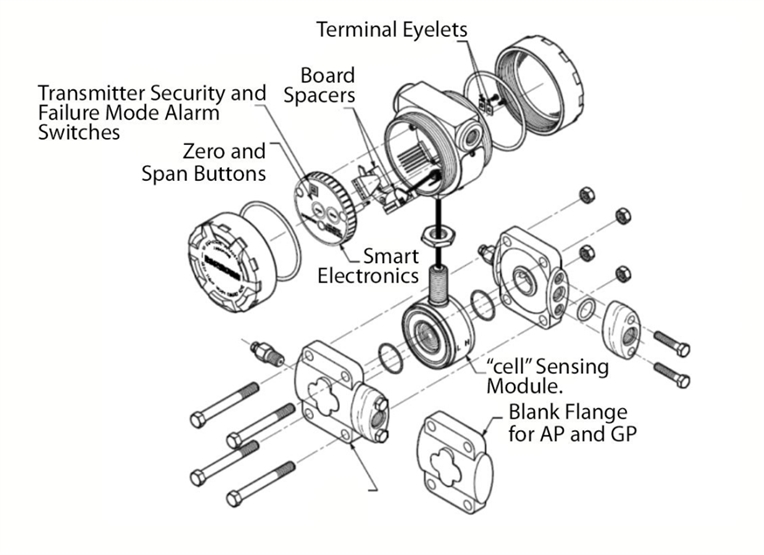 Terminal Eyelets
Board
Spacers
Transmitter Security and
Failure Mode Alarm
Switches
Zero and
Span Buttons
Smart
Electronics
"cell" Sensing
Module.
Blank Flange
for AP and GP